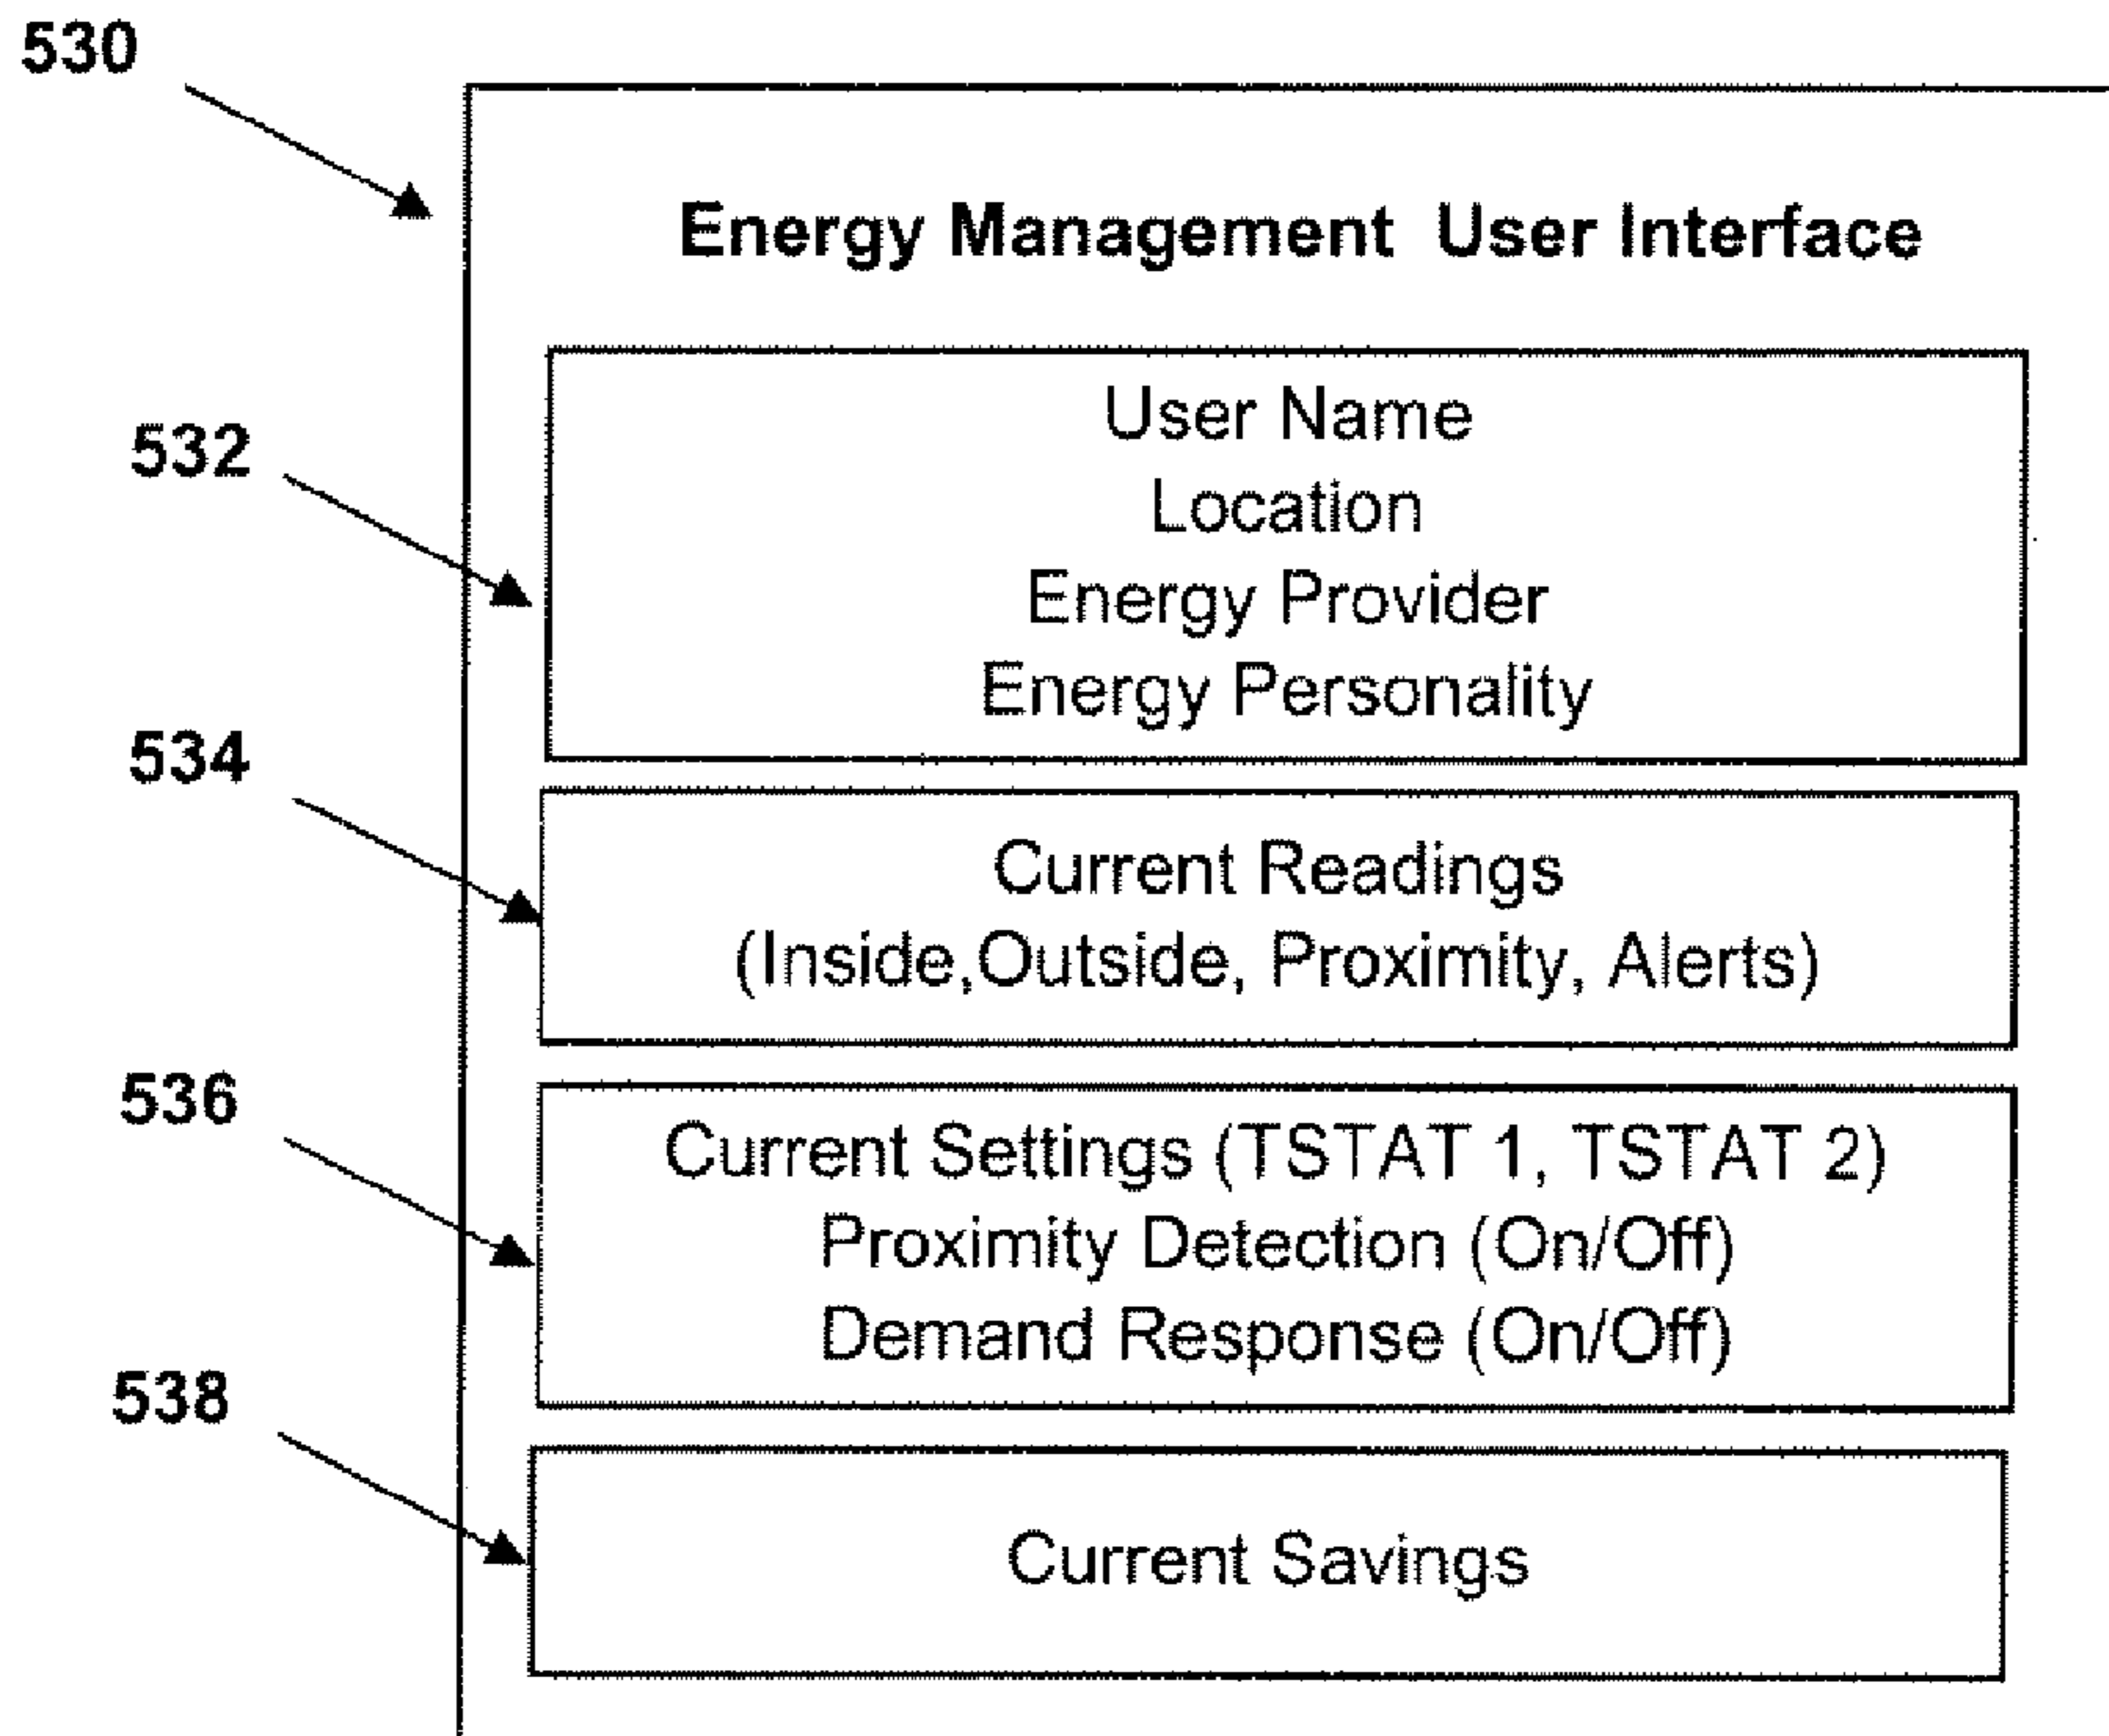 530
Energy Management User Interface
532
User Name
Location
Energy Provider
Energy Personality
534
Current Readings
(Inside,Outside, Proximity, Alerts)
536
Current Settings (TSTAT 1, TSTAT 2)
Proximity Detection (On/Off)
Demand Response (On/Off)
538
Current Savings